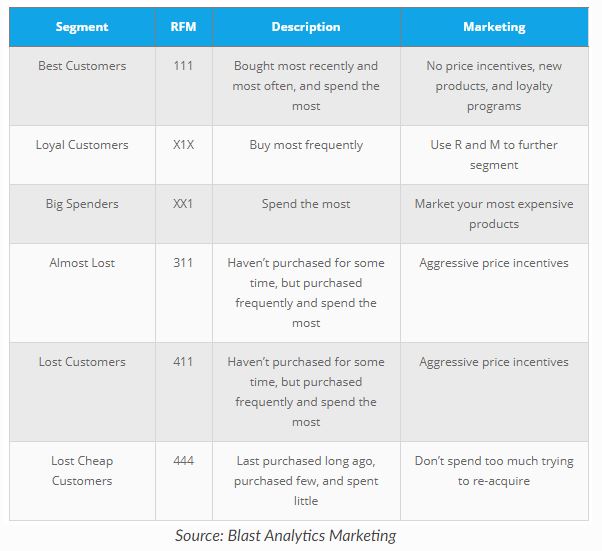 Segment RFM Description Marketing
Best Customers 111 Bought most recently and No price incentives, new
most often, and spend the products, and loyalty
most programs
Loyal Customers X1X Buy most frequently Use R and M to further
segment
Big Spenders XX1 Spend the most Market your most expensive
products
Almost Lost 311 Haven’t purchased for some Aggressive price incentives
time, but purchased
frequently and spend the
most
Lost Customers 411 Haven’t purchased for some Aggressive price incentives
time, but purchased
frequently and spend the
most
Lost Cheap 444 Last purchased long ago, Don’t spend too much trying
Customers purchased few, and spent to re-acquire
little
Source: Blast Analytics Marketing